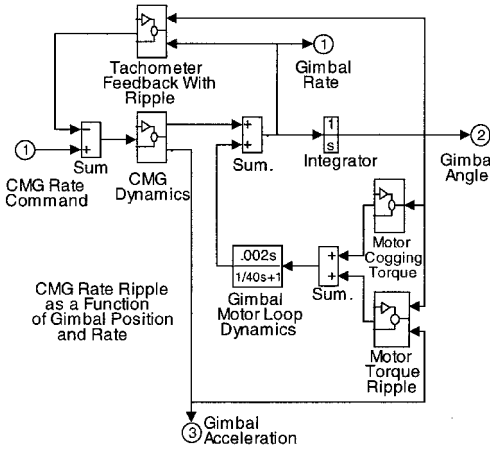 Tachometer
Feedback With
Ripple
1
Gimbal
Rate
1
CMG Rate
Command
−
+
Sum
CMG
Dynamics
+
+
Sum.
1
s
Integrator
2
Gimbal
Angle
Motor
Cogging
Torque
.002s
1/40s+1
Gimbal
Motor Loop
Dynamics
+
+
Sum.
Motor
Torque
Ripple
CMG Rate Ripple
as a Function
of Gimbal Position
and Rate
3
Gimbal
Acceleration